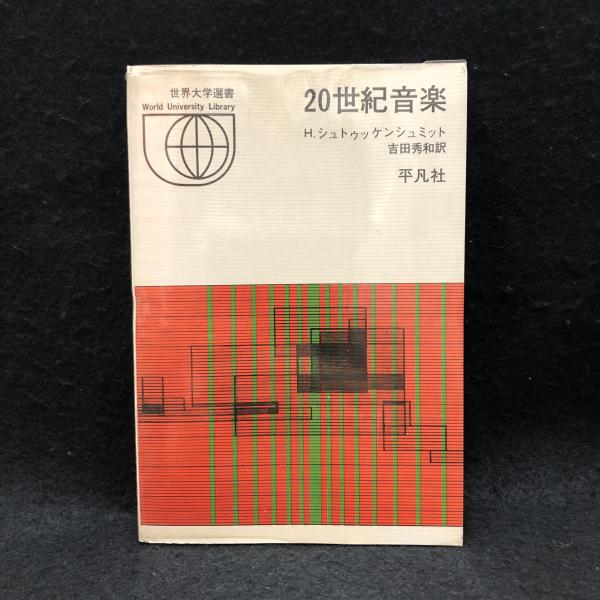 世界大学選書
World University Library
20世紀音楽
H.シュトゥッケンシュミット
吉田秀和訳
平凡社